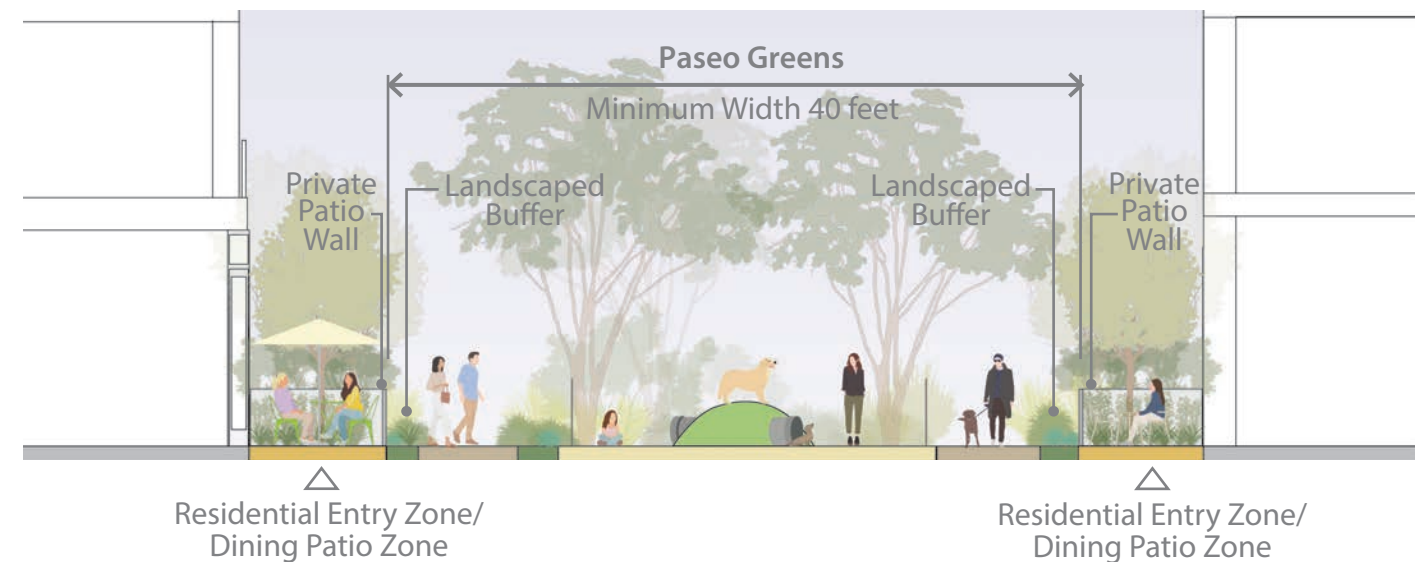 Paseo Greens
Minimum Width 40 feet
Private
Patio
Wall
Landscaped
Buffer
Landscaped
Buffer
Private
Patio
Wall
Residential Entry Zone/
Dining Patio Zone
Residential Entry Zone/
Dining Patio Zone